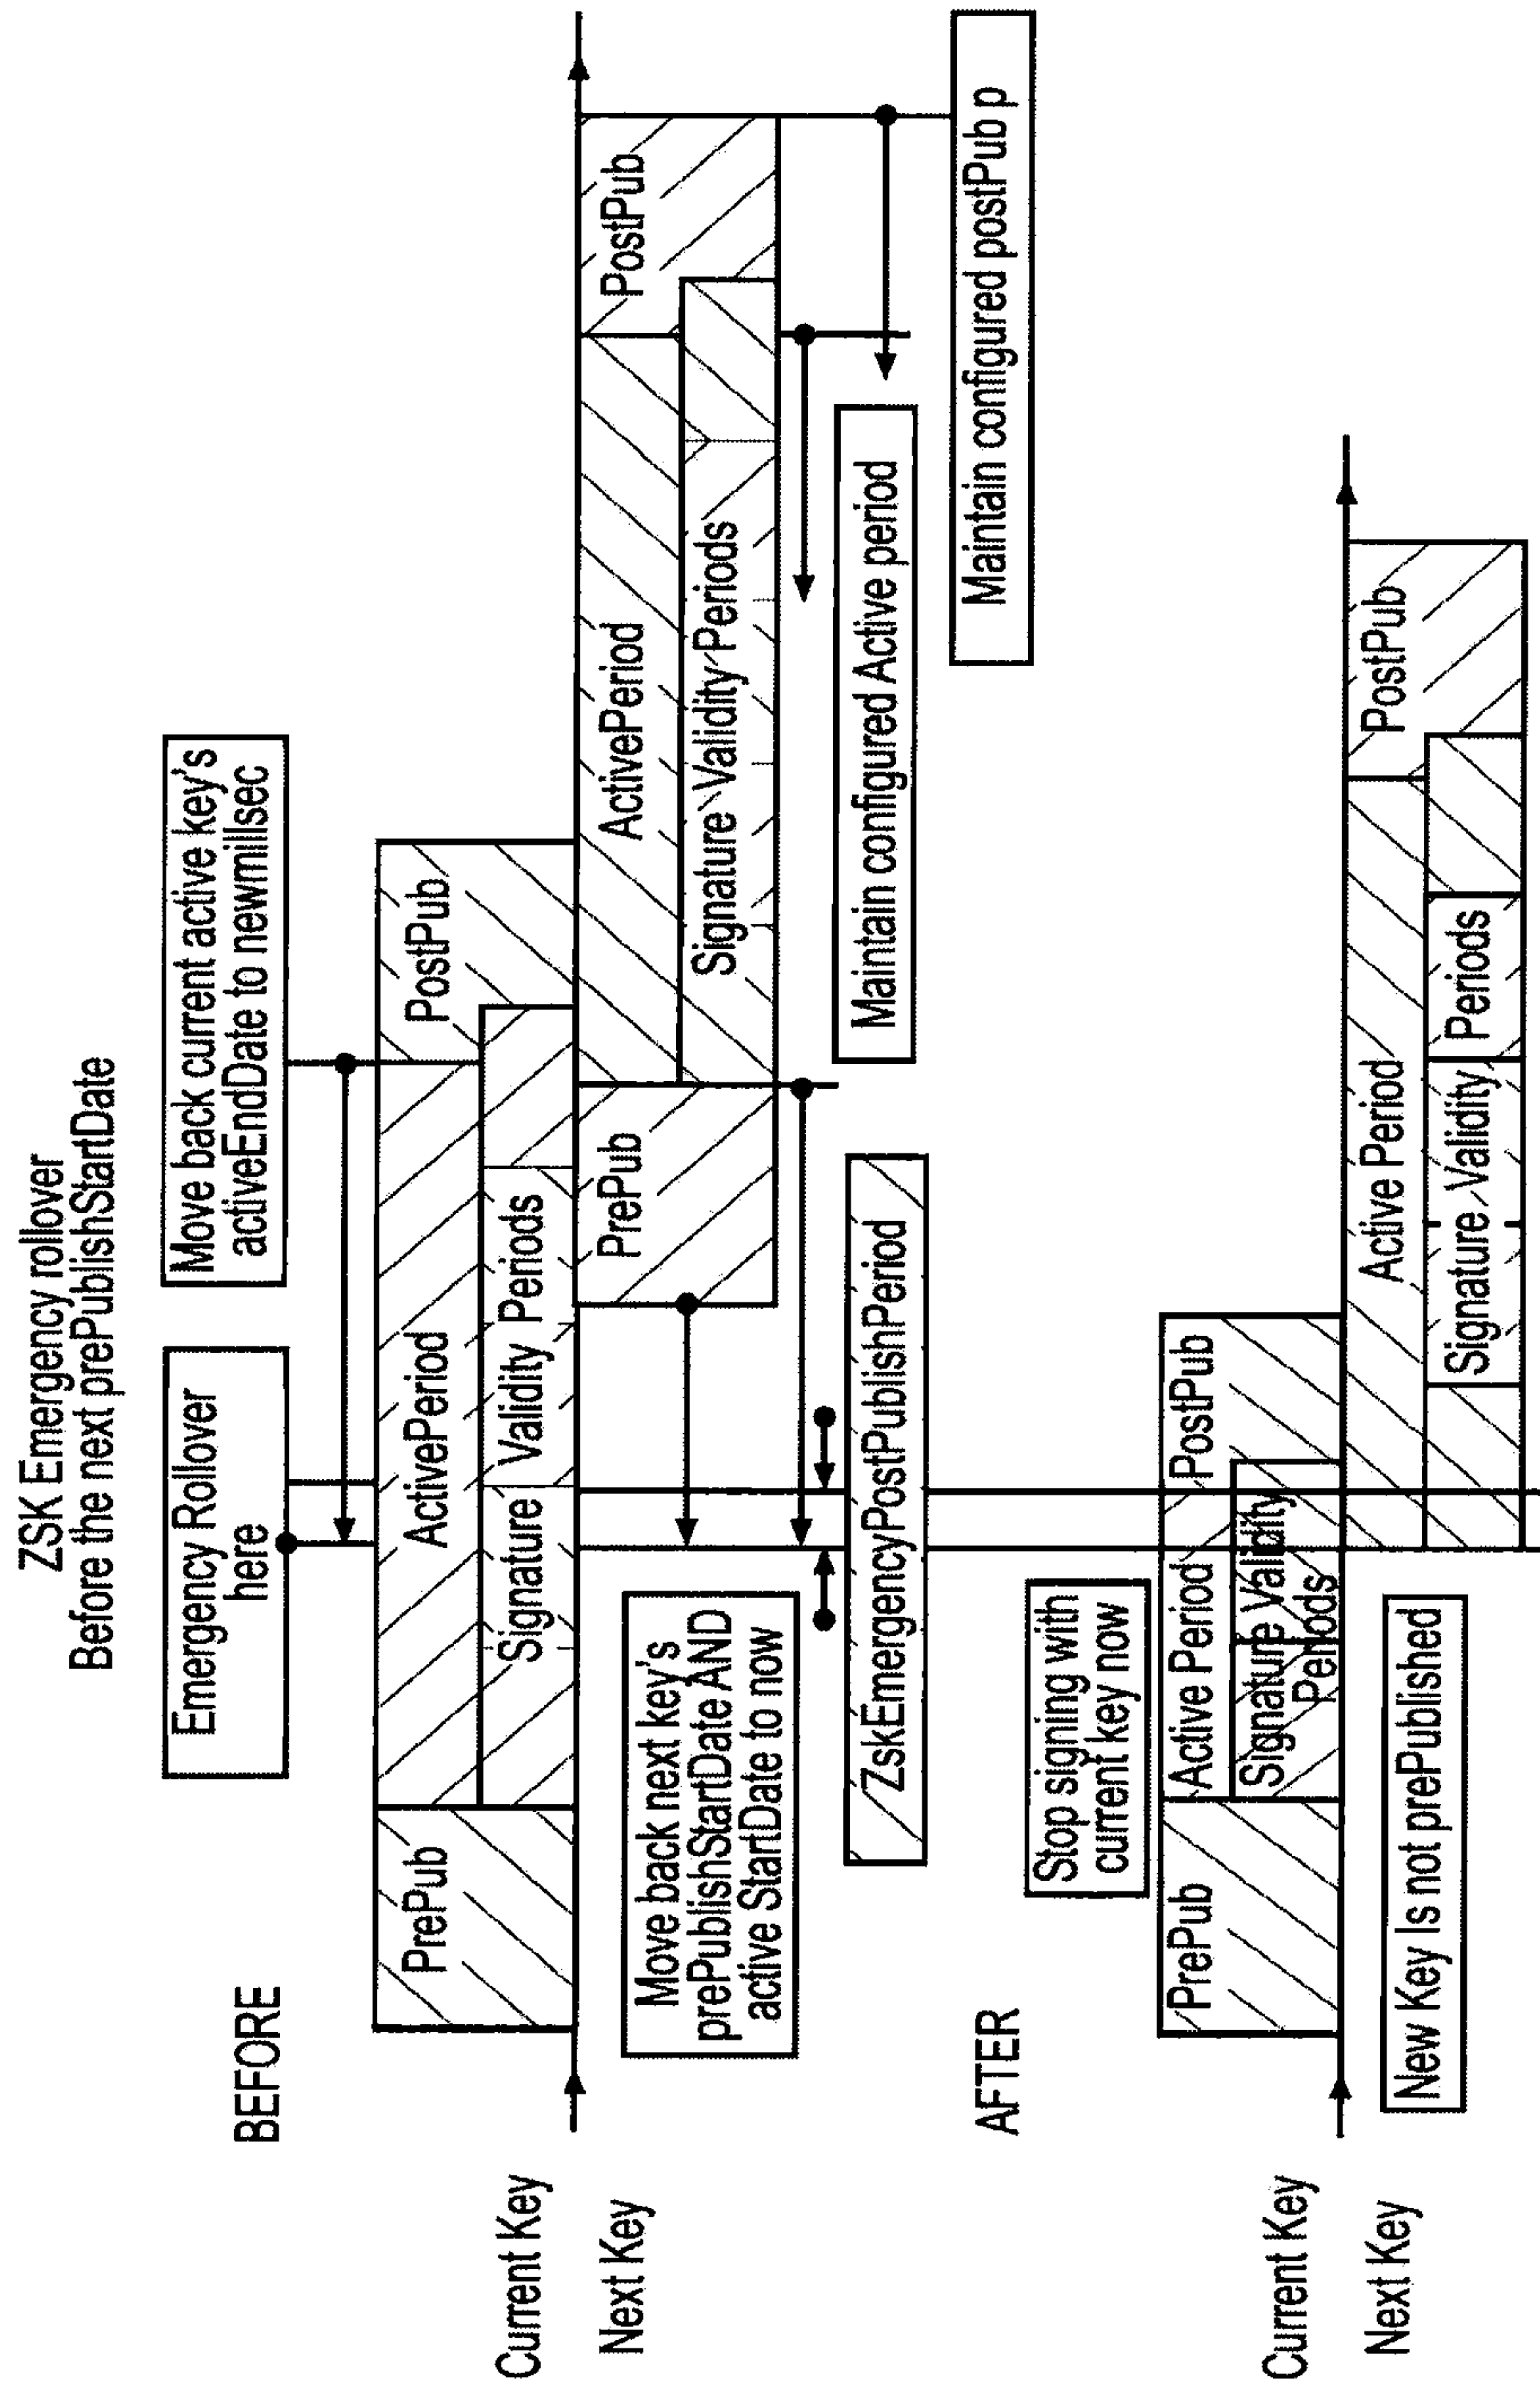 ZSK Emergency rollover
Before the next prePublishStartDate
BEFORE
Emergency Rollover
here
Move back current active key's
activeEndDate to newmillsec
Current Key
PrePub
ActivePeriod
PostPub
Signature Validity Periods
Next Key
PrePub
ActivePeriod
PostPub
Signature Validity Periods
Move back next key's
prePublishStartDate AND
active StartDate to now
Maintain configured Active period
ZskEmergencyPostPublishPeriod
Maintain configured postPub p
AFTER
Stop signing with
current key now
Current Key
PrePub
Active Period
PostPub
Signature Validity
Periods
Next Key
Active Period
PostPub
Signature Validity Periods
New Key Is not prePublished